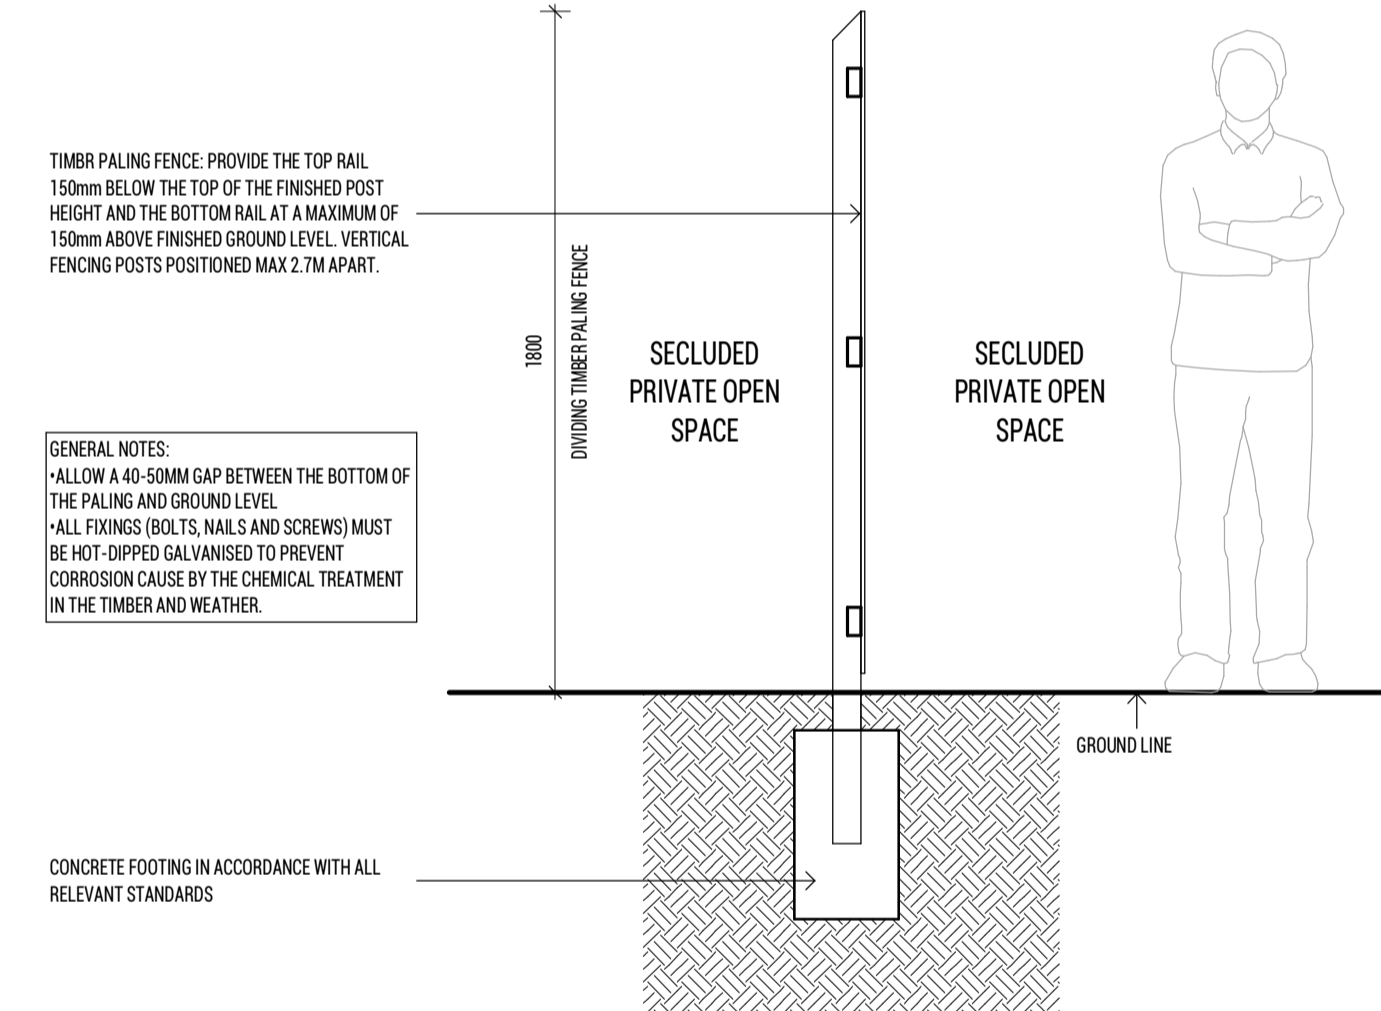 TIMBR PALING FENCE: PROVIDE THE TOP RAIL
150mm BELOW THE TOP OF THE FINISHED POST
HEIGHT AND THE BOTTOM RAIL AT A MAXIMUM OF
150mm ABOVE FINISHED GROUND LEVEL. VERTICAL
FENCING POSTS POSITIONED MAX 2.7M APART.
GENERAL NOTES:
•ALLOW A 40-50MM GAP BETWEEN THE BOTTOM OF
THE PALING AND GROUND LEVEL
•ALL FIXINGS (BOLTS, NAILS AND SCREWS) MUST
BE HOT-DIPPED GALVANISED TO PREVENT
CORROSION CAUSE BY THE CHEMICAL TREATMENT
IN THE TIMBER AND WEATHER.
1800
DIVIDING TIMBER PALING FENCE
SECLUDED
PRIVATE OPEN
SPACE
SECLUDED
PRIVATE OPEN
SPACE
GROUND LINE
CONCRETE FOOTING IN ACCORDANCE WITH ALL
RELEVANT STANDARDS